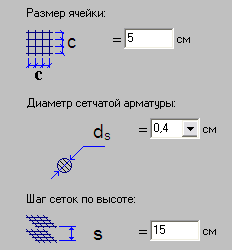 Размер ячейки:
c = 5 см
c
Диаметр сетчатой арматуры:
ds = 0,4 см
Шаг сеток по высоте:
s = 15 см